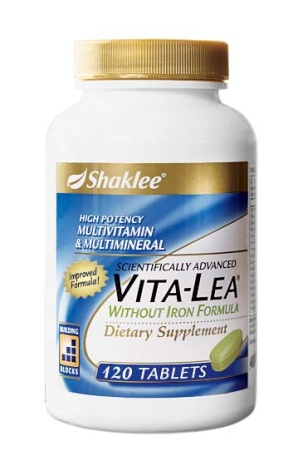 Shaklee®
HIGH POTENCY
MULTIVITAMIN
& MULTIMINERAL
Improved
Formula!
SCIENTIFICALLY ADVANCED
VITA-LEA®
WITHOUT IRON FORMULA
Dietary Supplement
BUILDING
BLOCKS
120 TABLETS